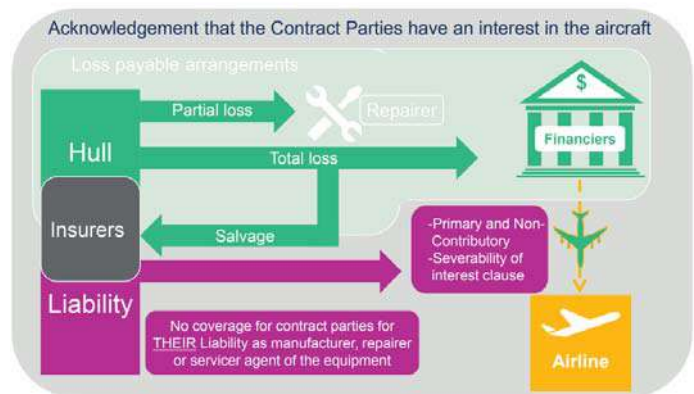 Acknowledgement that the Contract Parties have an interest in the aircraft
Loss payable arrangements
Partial loss
Repairer
Hull
Total loss
$
Financiers
Insurers
Salvage
-Primary and Non-
Contributory
-Severability of
interest clause
Liability
No coverage for contract parties for
THEIR Liability as manufacturer, repairer
or servicer agent of the equipment
Airline